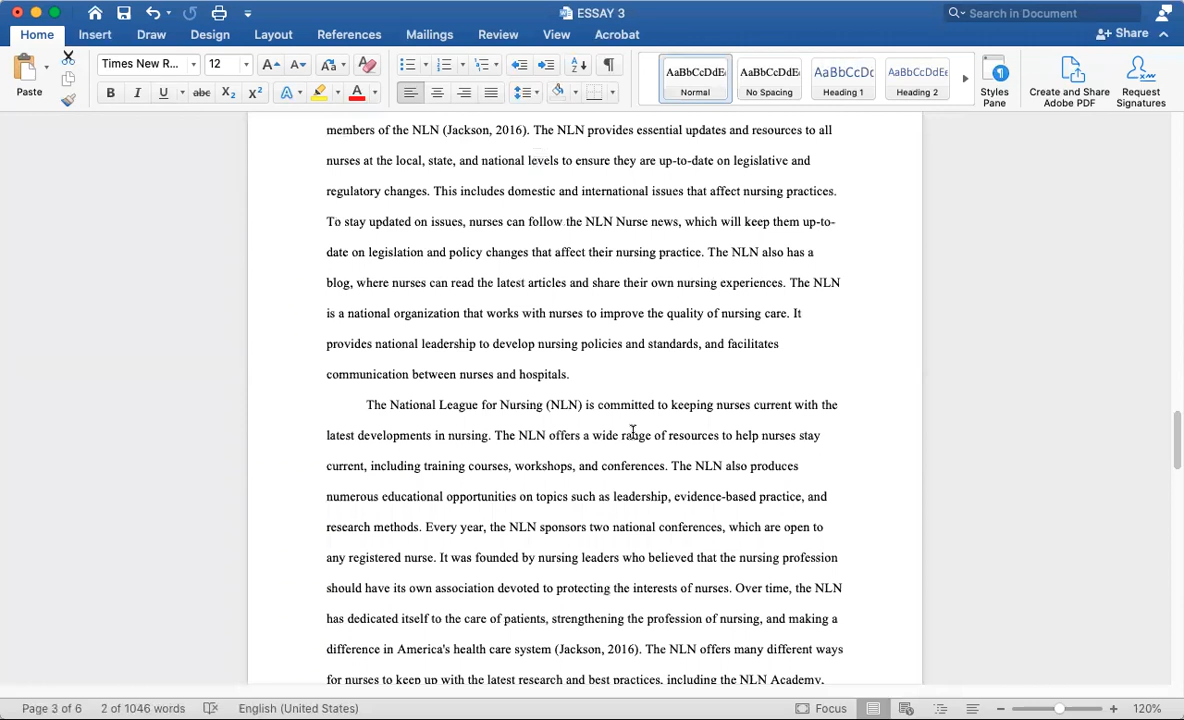 ESSAY 3
Search in Document
Home Insert Draw Design Layout References Mailings Review View Acrobat
Share
Paste
Times New R... 12
AaBbCcDdE AaBbCcDdE AaBbCcDc AaBbCcDdEe
Normal No Spacing Heading 1 Heading 2
Styles Pane
Create and Share Adobe PDF
Request Signatures
members of the NLN (Jackson, 2016). The NLN provides essential updates and resources to all
nurses at the local, state, and national levels to ensure they are up-to-date on legislative and
regulatory changes. This includes domestic and international issues that affect nursing practices.
To stay updated on issues, nurses can follow the NLN Nurse news, which will keep them up-to-
date on legislation and policy changes that affect their nursing practice. The NLN also has a
blog, where nurses can read the latest articles and share their own nursing experiences. The NLN
is a national organization that works with nurses to improve the quality of nursing care. It
provides national leadership to develop nursing policies and standards, and facilitates
communication between nurses and hospitals.
The National League for Nursing (NLN) is committed to keeping nurses current with the
latest developments in nursing. The NLN offers a wide range of resources to help nurses stay
current, including training courses, workshops, and conferences. The NLN also produces
numerous educational opportunities on topics such as leadership, evidence-based practice, and
research methods. Every year, the NLN sponsors two national conferences, which are open to
any registered nurse. It was founded by nursing leaders who believed that the nursing profession
should have its own association devoted to protecting the interests of nurses. Over time, the NLN
has dedicated itself to the care of patients, strengthening the profession of nursing, and making a
difference in America's health care system (Jackson, 2016). The NLN offers many different ways
for nurses to keep up with the latest research and best practices, including the NLN Academy,
Page 3 of 6 2 of 1046 words English (United States) Focus 120%